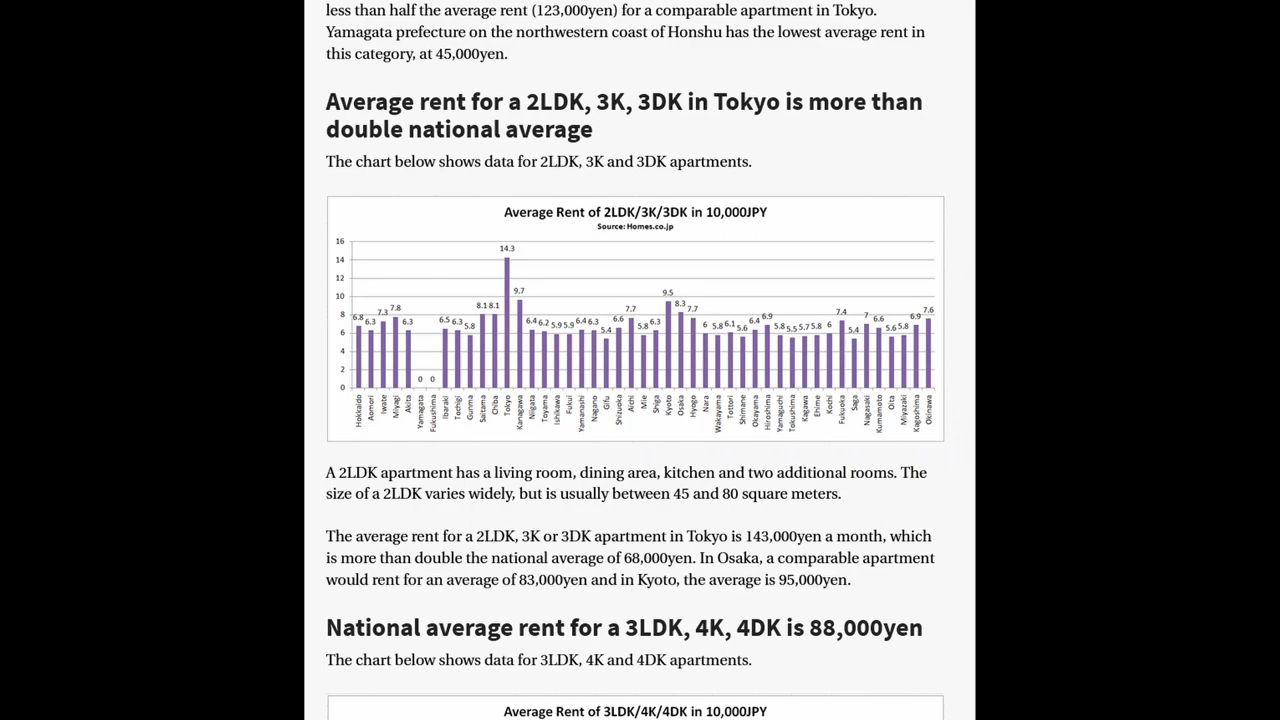 less than half the average rent (123,000yen) for a comparable apartment in Tokyo.
Yamagata prefecture on the northwestern coast of Honshu has the lowest average rent in
this category, at 45,000yen.
Average rent for a 2LDK, 3K, 3DK in Tokyo is more than
double national average
The chart below shows data for 2LDK, 3K and 3DK apartments.
Average Rent of 2LDK/3K/3DK in 10,000JPY
Source: Homes.co.jp
16
14
12
10
8
6
4
2
0
6.8 6.3 7.3 7.8 6.3 0 0 6.5 6.3 5.8 8.1 8.1 14.3 9.7 6.4 6.2 5.9 5.9 6.4 6.3 5.4 6.6 7.7 5.8 6.3 9.5 8.3 7.7 6 5.8 6.1 5.6 6.4 6.9 5.8 5.5 5.7 5.8 6 7.4 5.4 7 6.6 5.6 5.8 6.9 7.6
Hokkaido
Aomori
Iwate
Miyagi
Akita
Yamagata
Fukushima
Ibaraki
Tochigi
Gunma
Saitama
Chiba
Tokyo
Kanagawa
Niigata
Toyama
Ishikawa
Fukui
Yamanashi
Nagano
Gifu
Shizuoka
Aichi
Mie
Shiga
Kyoto
Osaka
Hyogo
Nara
Wakayama
Tottori
Shimane
Okayama
Hiroshima
Yamaguchi
Tokushima
Kagawa
Ehime
Kochi
Fukuoka
Saga
Nagasaki
Kumamoto
Oita
Miyazaki
Kagoshima
Okinawa
A 2LDK apartment has a living room, dining area, kitchen and two additional rooms. The
size of a 2LDK varies widely, but is usually between 45 and 80 square meters.
The average rent for a 2LDK, 3K or 3DK apartment in Tokyo is 143,000yen a month, which
is more than double the national average of 68,000yen. In Osaka, a comparable apartment
would rent for an average of 83,000yen and in Kyoto, the average is 95,000yen.
National average rent for a 3LDK, 4K, 4DK is 88,000yen
The chart below shows data for 3LDK, 4K and 4DK apartments.
Average Rent of 3LDK/4K/4DK in 10,000JPY